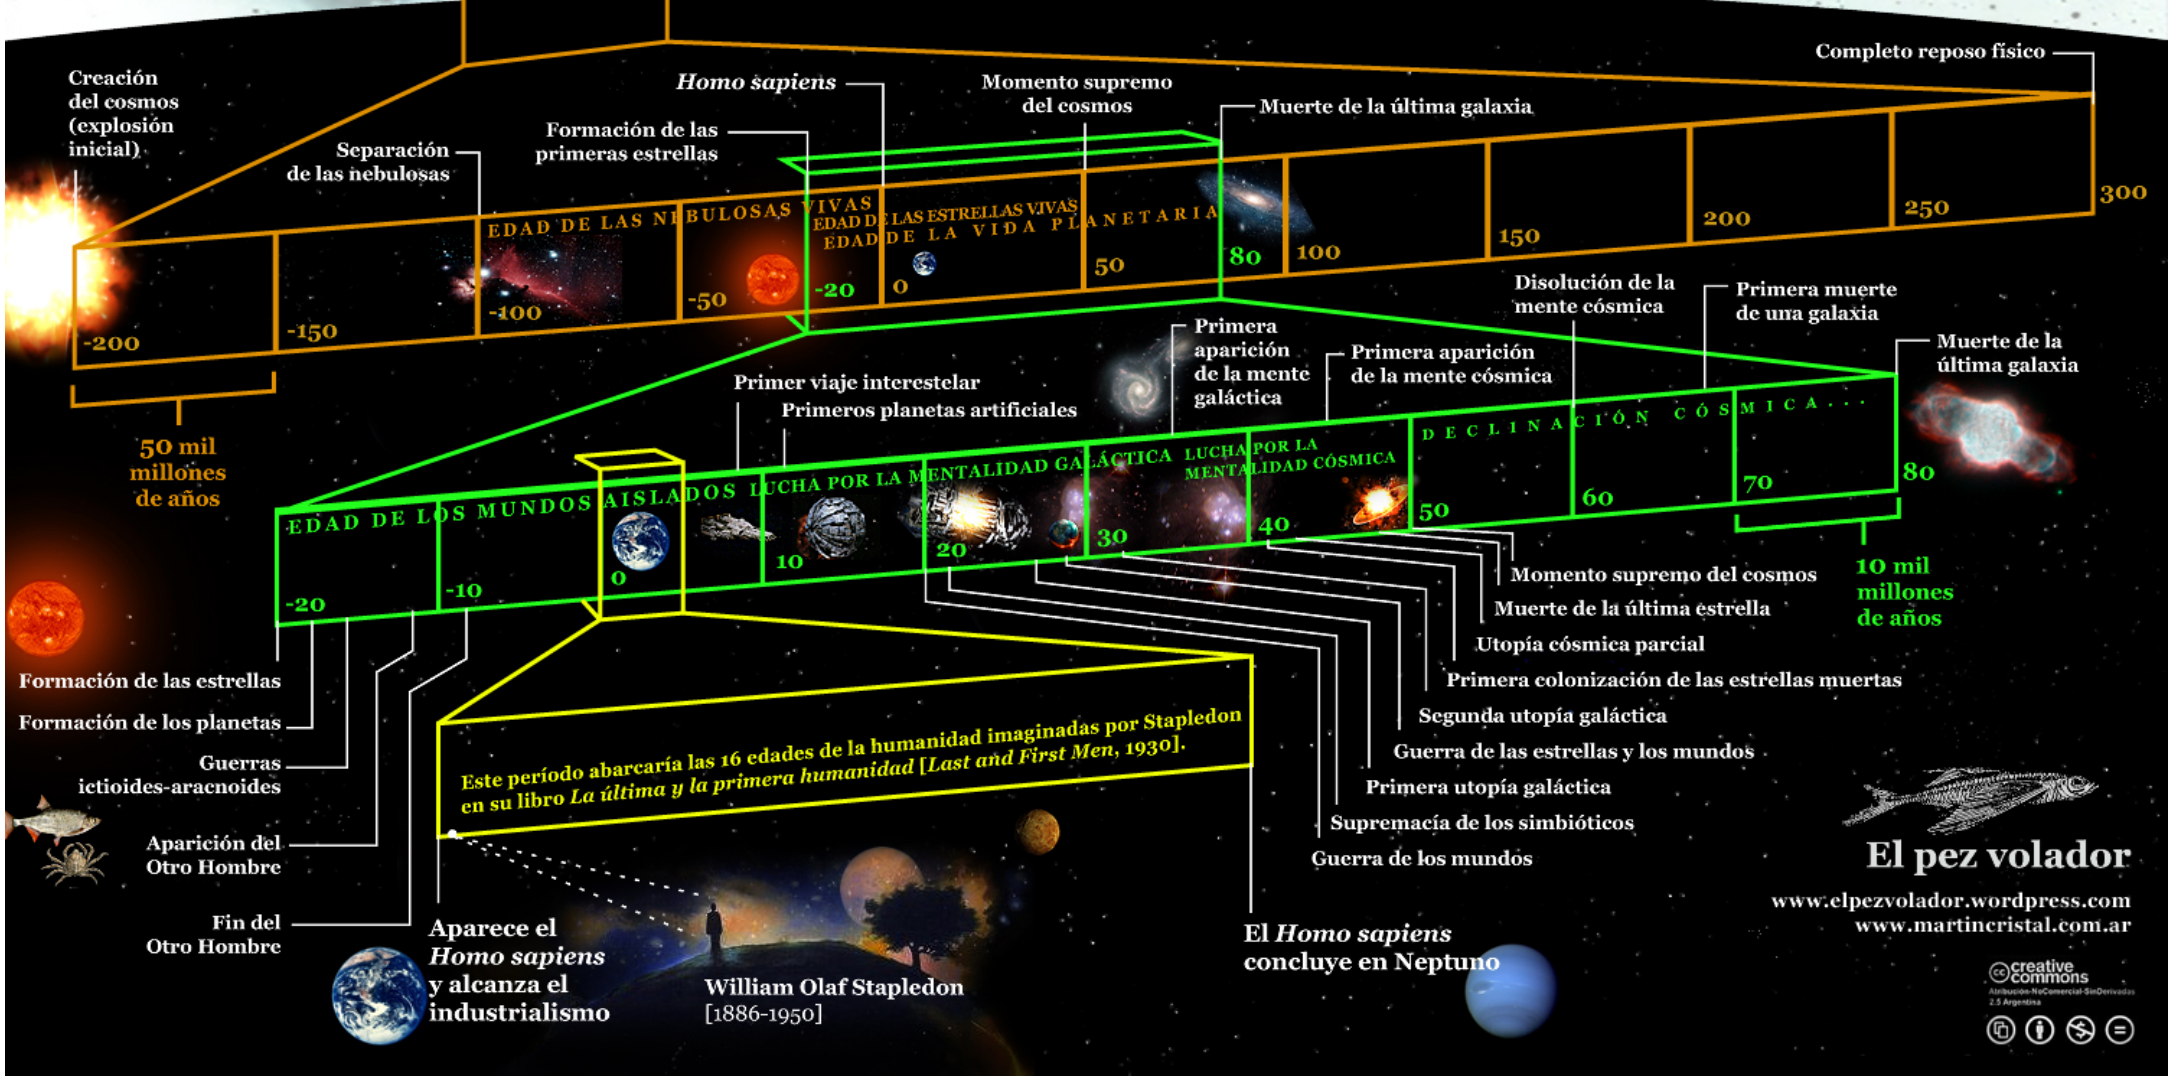 Creación
del cosmos
(explosión
inicial)
Separación
de las nebulosas
Formación de las
primeras estrellas
Homo sapiens
Momento supremo
del cosmos
Muerte de la última galaxia
Completo reposo físico
EDAD DE LAS NEBULOSAS VIVAS
EDAD DE LAS ESTRELLAS VIVAS
EDAD DE LA VIDA PLANETARIA
-200
-150
-100
-50
-20
0
50
80
100
150
200
250
300
50 mil
millones
de años
Primer viaje interestelar
Primeros planetas artificiales
Primera
aparición
de la mente
galáctica
Primera aparición
de la mente cósmica
Disolución de la
mente cósmica
Primera muerte
de una galaxia
Muerte de la
última galaxia
EDAD DE LOS MUNDOS AISLADOS
LUCHA POR LA MENTALIDAD GALÁCTICA
LUCHA POR LA
MENTALIDAD CÓSMICA
DECLINACIÓN CÓSMICA...
-20
-10
0
10
20
30
40
50
60
70
80
10 mil
millones
de años
Formación de las estrellas
Formación de los planetas
Guerras
ictioides-aracnoides
Aparición del
Otro Hombre
Fin del
Otro Hombre
Momento supremo del cosmos
Muerte de la última estrella
Utopía cósmica parcial
Primera colonización de las estrellas muertas
Segunda utopía galáctica
Guerra de las estrellas y los mundos
Primera utopía galáctica
Supremacía de los simbióticos
Guerra de los mundos
Este período abarcaría las 16 edades de la humanidad imaginadas por Stapledon
en su libro La última y la primera humanidad [Last and First Men, 1930].
Aparece el
Homo sapiens
y alcanza el
industrialismo
William Olaf Stapledon
[1886-1950]
El Homo sapiens
concluye en Neptuno
El pez volador
www.elpezvolador.wordpress.com
www.martincristal.com.ar
cc creative
commons
Atribución-NoComercial-SinDerivadas
2.5 Argentina